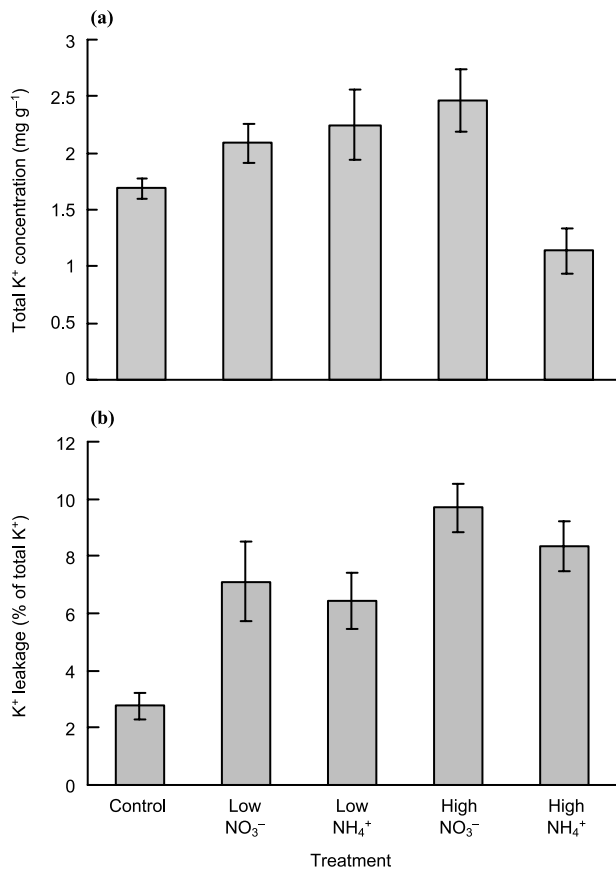 (a)
Total K⁺ concentration (mg g⁻¹)
3
2.5
2
1.5
1
0.5
0
(b)
K⁺ leakage (% of total K⁺)
12
10
8
6
4
2
0
Control
Low
NO₃⁻
Low
NH₄⁺
High
NO₃⁻
High
NH₄⁺
Treatment